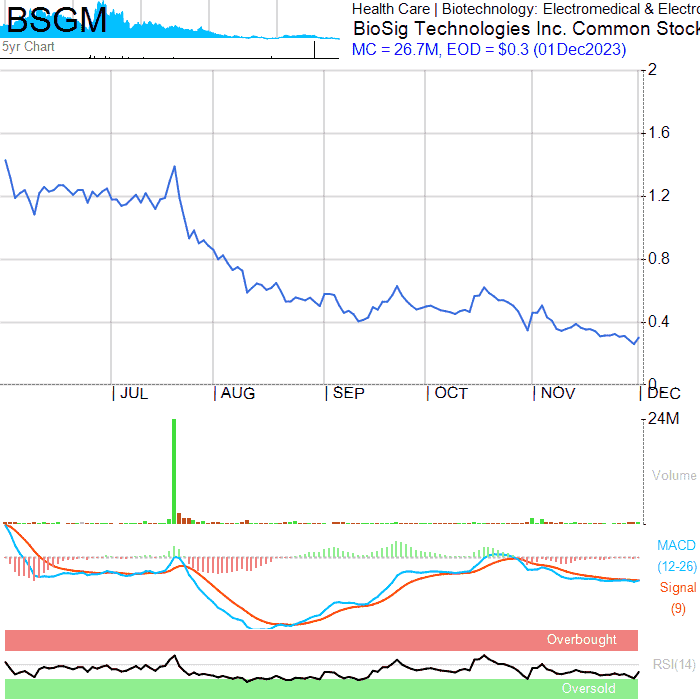 BSGM
5yr Chart
Health Care | Biotechnology: Electromedical & Electro
BioSig Technologies Inc. Common Stock
MC = 26.7M, EOD = $0.3 (01Dec2023)
2
1.6
1.2
0.8
0.4
0
| JUL | AUG | SEP | OCT | NOV | DEC
24M
Volume
MACD
(12-26)
Signal
(9)
Overbought
RSI(14)
Oversold